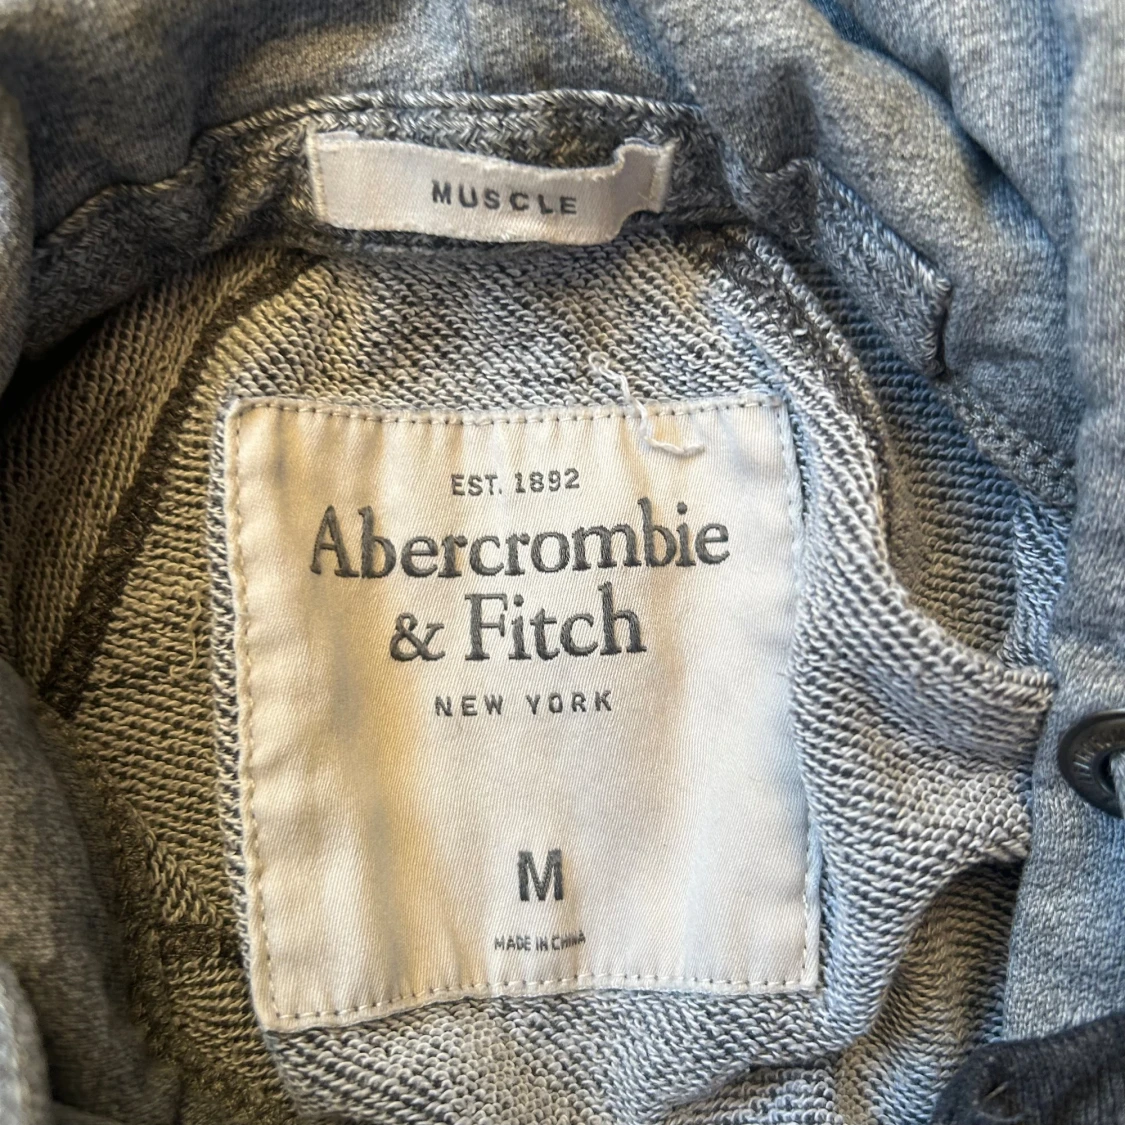 MUSCLE
EST. 1892
Abercrombie
& Fitch
NEW YORK
M
MADE IN CHINA